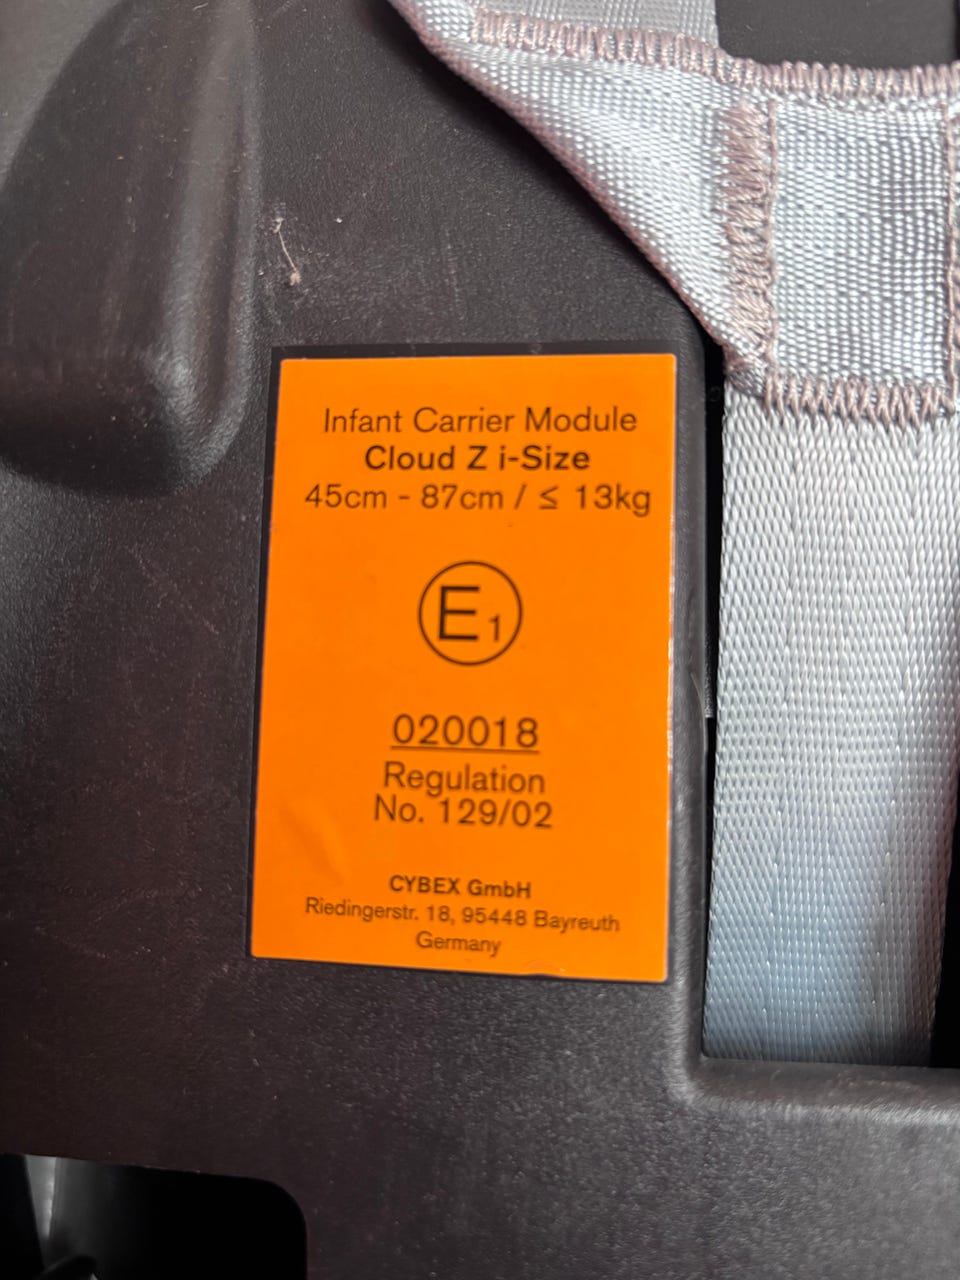 Infant Carrier Module
Cloud Z i-Size
45cm - 87cm / ≤ 13kg
E1
020018
Regulation
No. 129/02
CYBEX GmbH
Riedingerstr. 18, 95448 Bayreuth
Germany